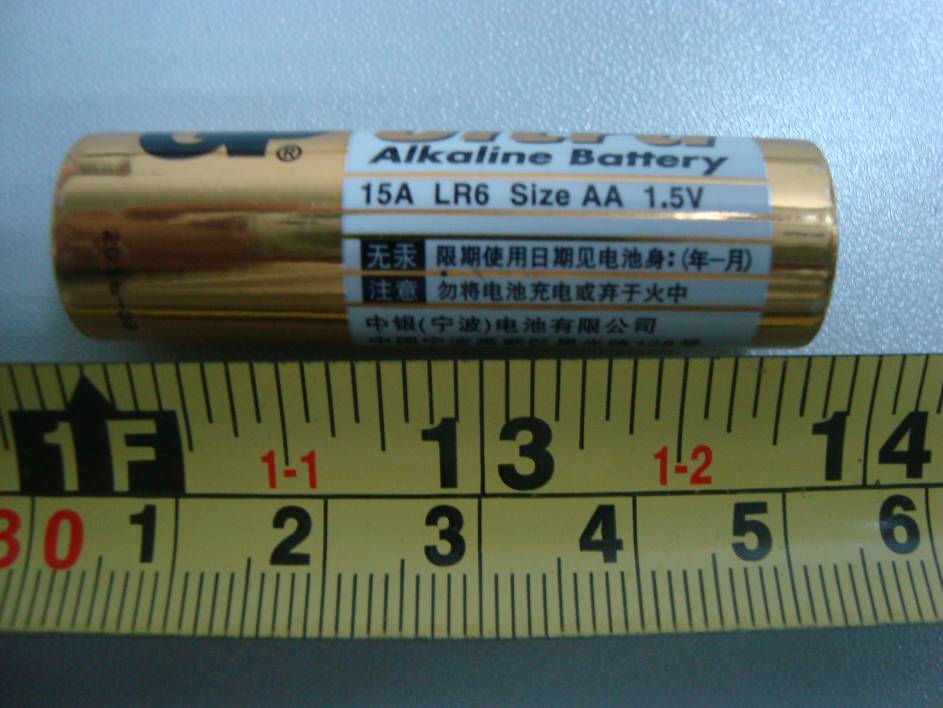 GP ® Ultra
Alkaline Battery
15A LR6 Size AA 1.5V
无汞 限期使用日期见电池身:(年-月)
注意 勿将电池充电或弃于火中
中银(宁波)电池有限公司
1F 1-1 13 1-2 14
30 1 2 3 4 5 6